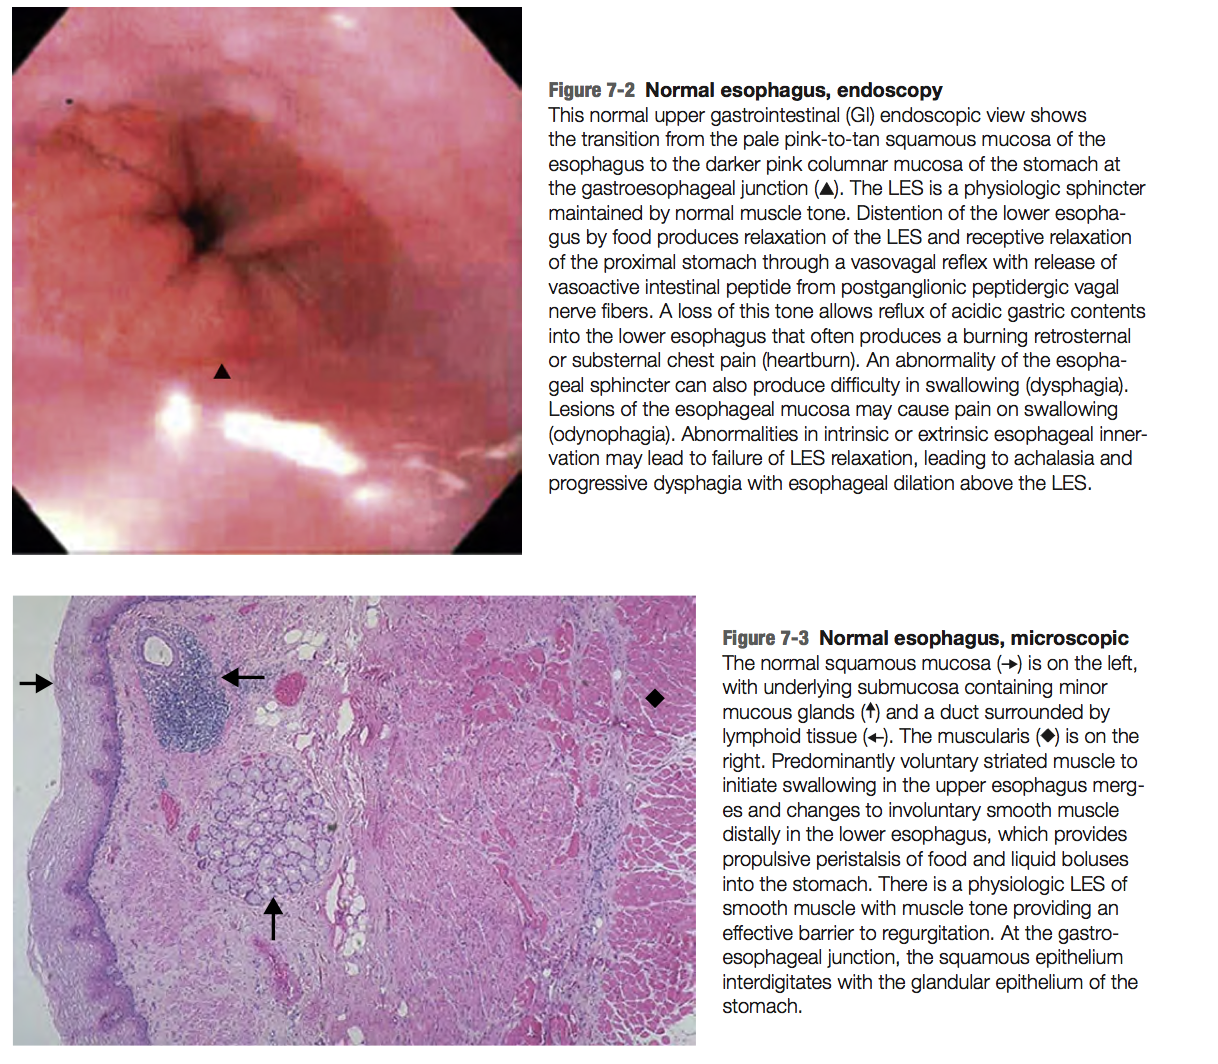 Figure 7-2 Normal esophagus, endoscopy
This normal upper gastrointestinal (GI) endoscopic view shows
the transition from the pale pink-to-tan squamous mucosa of the
esophagus to the darker pink columnar mucosa of the stomach at
the gastroesophageal junction (▲). The LES is a physiologic sphincter
maintained by normal muscle tone. Distention of the lower esopha-
gus by food produces relaxation of the LES and receptive relaxation
of the proximal stomach through a vasovagal reflex with release of
vasoactive intestinal peptide from postganglionic peptidergic vagal
nerve fibers. A loss of this tone allows reflux of acidic gastric contents
into the lower esophagus that often produces a burning retrosternal
or substernal chest pain (heartburn). An abnormality of the esopha-
geal sphincter can also produce difficulty in swallowing (dysphagia).
Lesions of the esophageal mucosa may cause pain on swallowing
(odynophagia). Abnormalities in intrinsic or extrinsic esophageal inner-
vation may lead to failure of LES relaxation, leading to achalasia and
progressive dysphagia with esophageal dilation above the LES.
Figure 7-3 Normal esophagus, microscopic
The normal squamous mucosa (→) is on the left,
with underlying submucosa containing minor
mucous glands (↑) and a duct surrounded by
lymphoid tissue (←). The muscularis (◆) is on the
right. Predominantly voluntary striated muscle to
initiate swallowing in the upper esophagus merg-
es and changes to involuntary smooth muscle
distally in the lower esophagus, which provides
propulsive peristalsis of food and liquid boluses
into the stomach. There is a physiologic LES of
smooth muscle with muscle tone providing an
effective barrier to regurgitation. At the gastro-
esophageal junction, the squamous epithelium
interdigitates with the glandular epithelium of the
stomach.